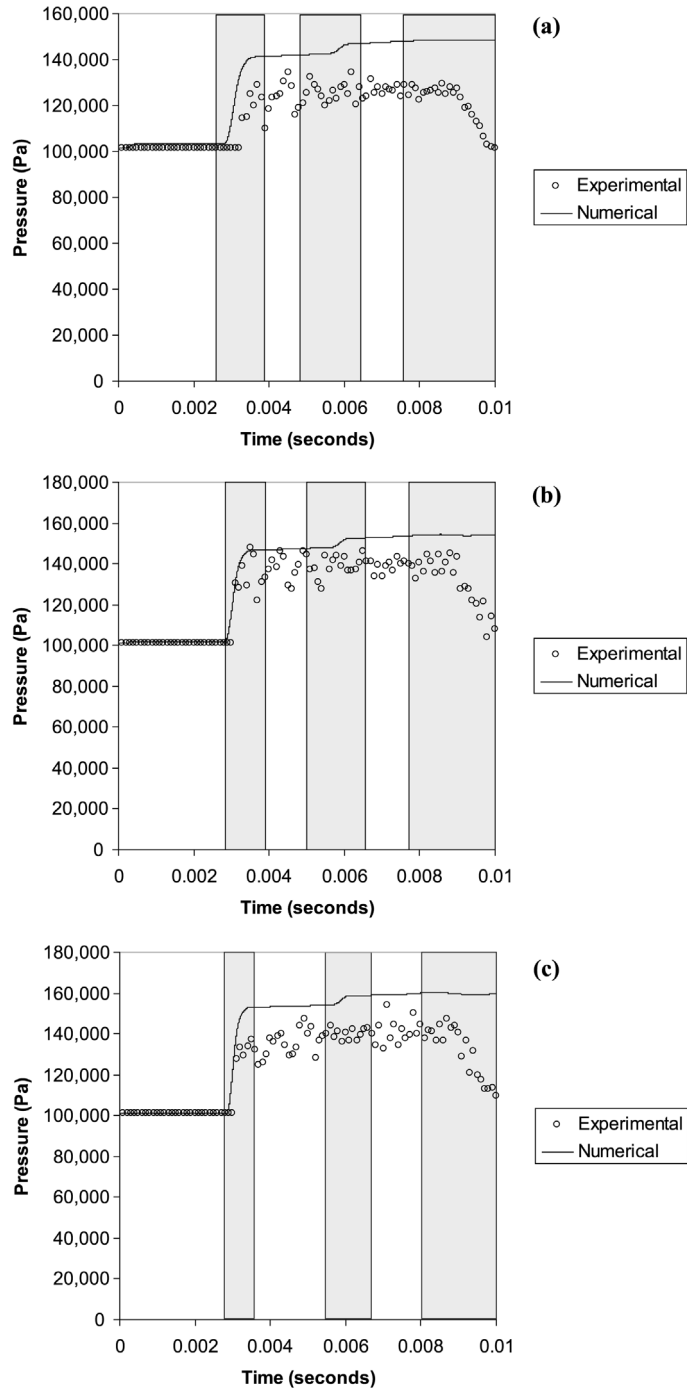 160,000
(a)
140,000
120,000
100,000
80,000
60,000
40,000
20,000
0
Pressure (Pa)
0 0.002 0.004 0.006 0.008 0.01
Time (seconds)
Experimental
Numerical
180,000
(b)
160,000
140,000
120,000
100,000
80,000
60,000
40,000
20,000
0
Pressure (Pa)
0 0.002 0.004 0.006 0.008 0.01
Time (seconds)
Experimental
Numerical
180,000
(c)
160,000
140,000
120,000
100,000
80,000
60,000
40,000
20,000
0
Pressure (Pa)
0 0.002 0.004 0.006 0.008 0.01
Time (seconds)
Experimental
Numerical